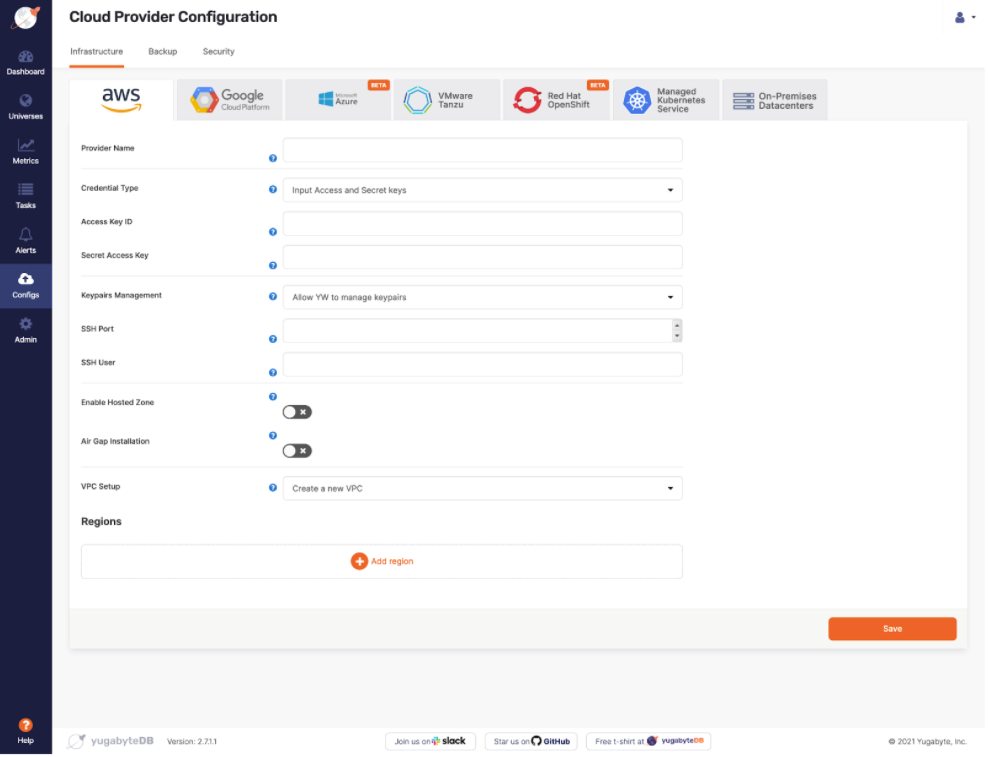 Cloud Provider Configuration
Infrastructure Backup Security
Dashboard
Universes
Metrics
Tasks
Alerts
Configs
Admin
Help
aws
Google
Cloud Platform
BETA
Microsoft
Azure
VMware
Tanzu
BETA
Red Hat
OpenShift
Managed
Kubernetes
Service
On-Premises
Datacenters
Provider Name
?
Credential Type
? Input Access and Secret keys
Access Key ID
?
Secret Access Key
?
Keypairs Management ? Allow YW to manage keypairs
SSH Port
?
SSH User
?
Enable Hosted Zone ?
Air Gap Installation ?
VPC Setup ? Create a new VPC
Regions
Add region
Save
yugabyteDB Version: 2.7.1.1
Join us on slack
Star us on GitHub
Free t-shirt at yugabyteDB
© 2021 Yugabyte, Inc.